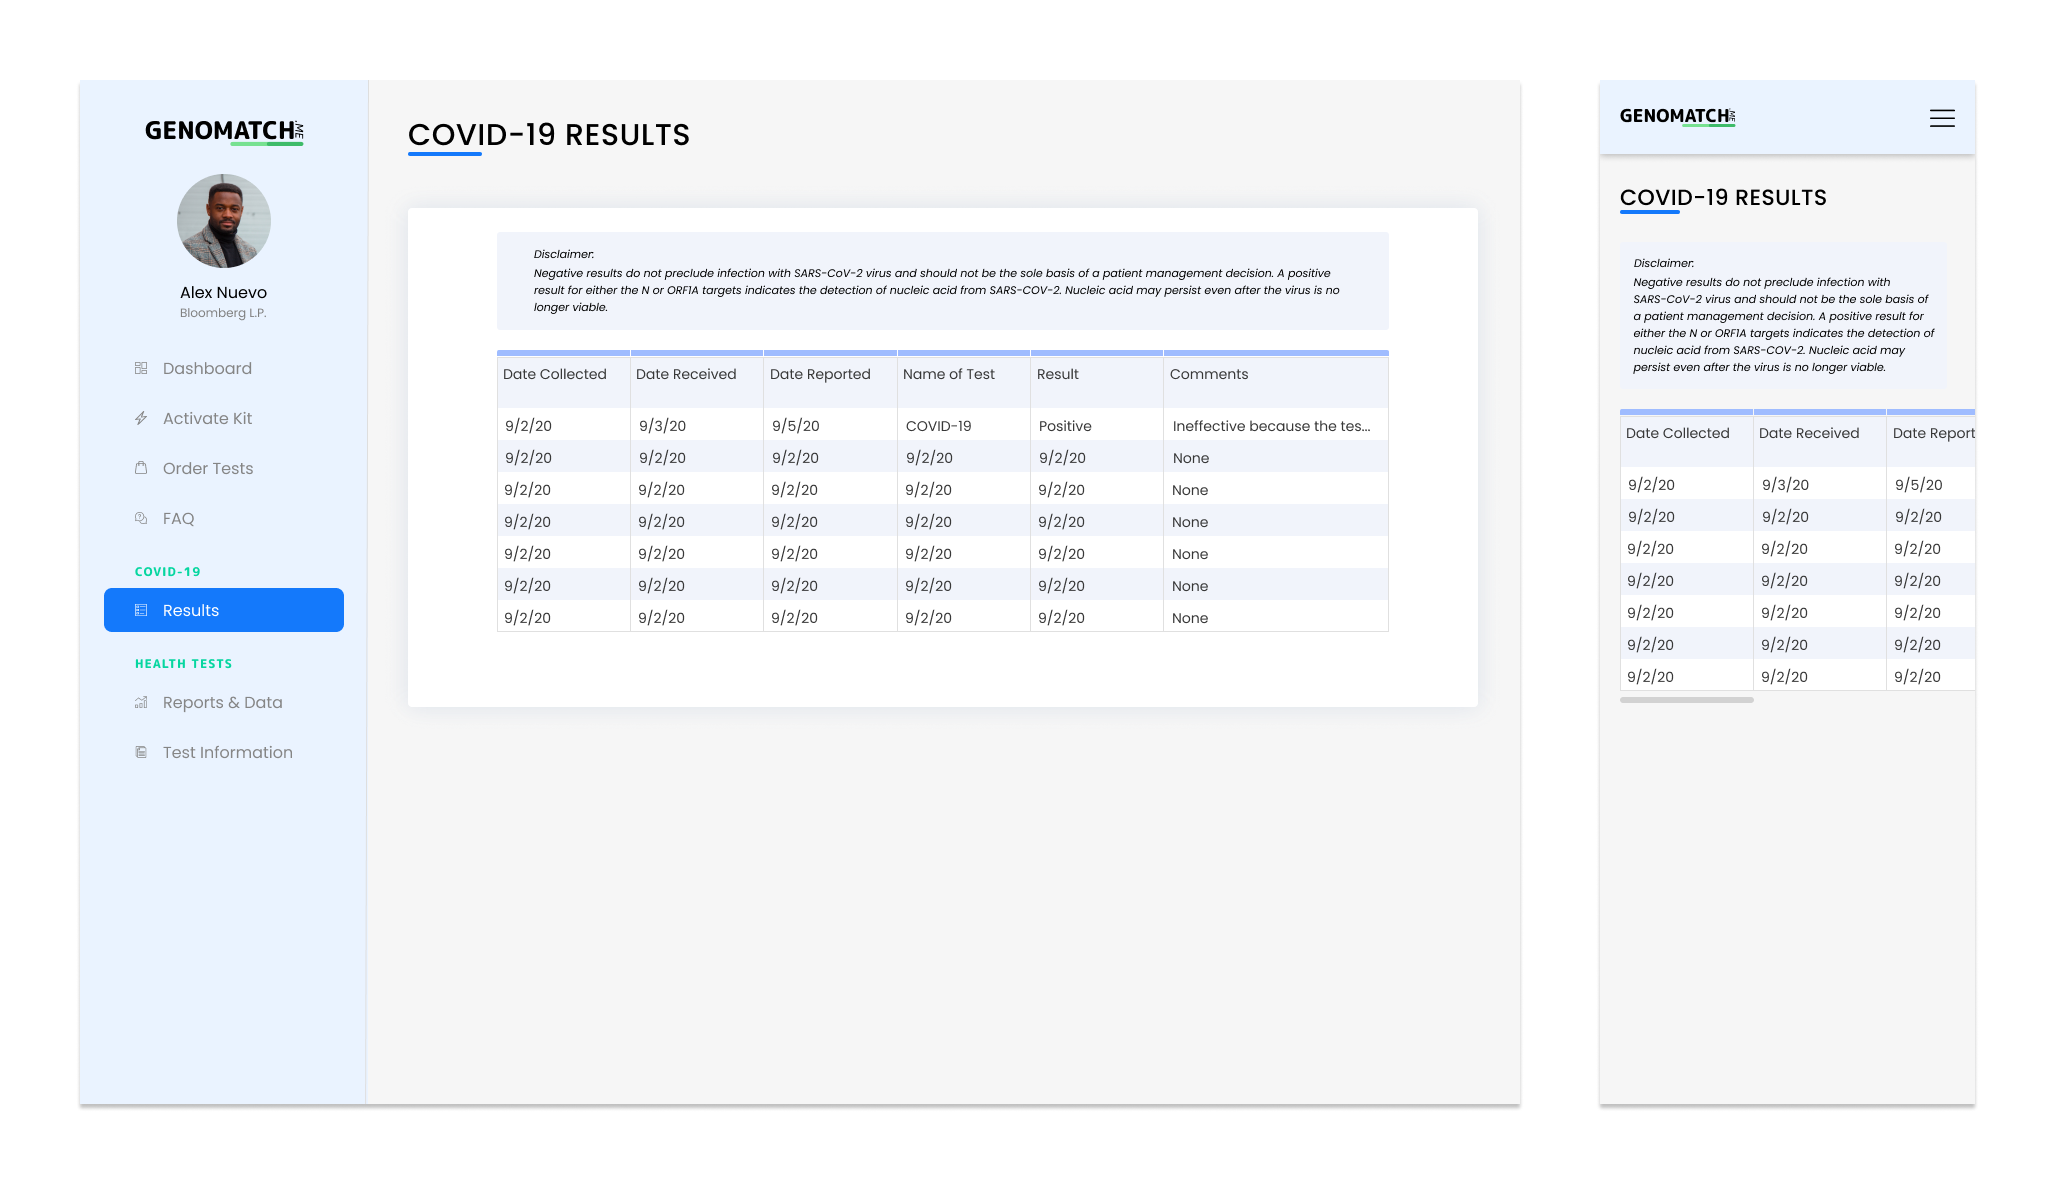 GENOMATCH.ME
Alex Nuevo
Bloomberg L.P.
Dashboard
Activate Kit
Order Tests
FAQ
COVID-19
Results
HEALTH TESTS
Reports & Data
Test Information
COVID-19 RESULTS
Disclaimer:
Negative results do not preclude infection with SARS-CoV-2 virus and should not be the sole basis of a patient management decision. A positive
result for either the N or ORF1A targets indicates the detection of nucleic acid from SARS-COV-2. Nucleic acid may persist even after the virus is no
longer viable.
Date Collected Date Received Date Reported Name of Test Result Comments
9/2/20 9/3/20 9/5/20 COVID-19 Positive Ineffective because the tes...
9/2/20 9/2/20 9/2/20 9/2/20 9/2/20 None
9/2/20 9/2/20 9/2/20 9/2/20 9/2/20 None
9/2/20 9/2/20 9/2/20 9/2/20 9/2/20 None
9/2/20 9/2/20 9/2/20 9/2/20 9/2/20 None
9/2/20 9/2/20 9/2/20 9/2/20 9/2/20 None
9/2/20 9/2/20 9/2/20 9/2/20 9/2/20 None
GENOMATCH.ME
COVID-19 RESULTS
Disclaimer:
Negative results do not preclude infection with
SARS-CoV-2 virus and should not be the sole basis of
a patient management decision. A positive result for
either the N or ORF1A targets indicates the detection of
nucleic acid from SARS-COV-2. Nucleic acid may
persist even after the virus is no longer viable.
Date Collected Date Received Date Report
9/2/20 9/3/20 9/5/20
9/2/20 9/2/20 9/2/20
9/2/20 9/2/20 9/2/20
9/2/20 9/2/20 9/2/20
9/2/20 9/2/20 9/2/20
9/2/20 9/2/20 9/2/20
9/2/20 9/2/20 9/2/20